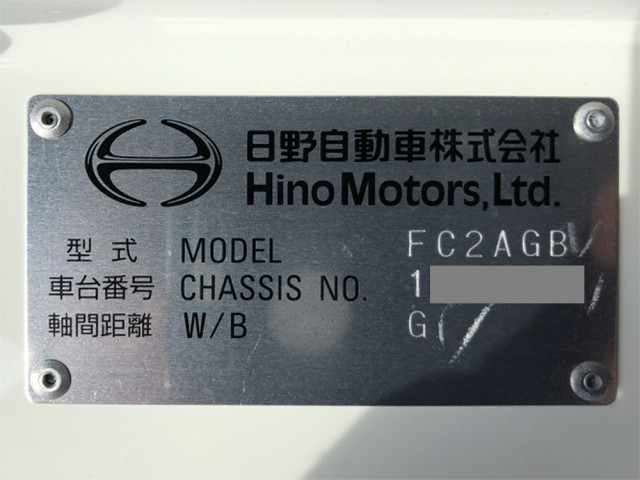 日野自動車株式会社
Hino Motors, Ltd.
型式 MODEL FC2AGB
車台番号 CHASSIS NO. 1
軸間距離 W/B G